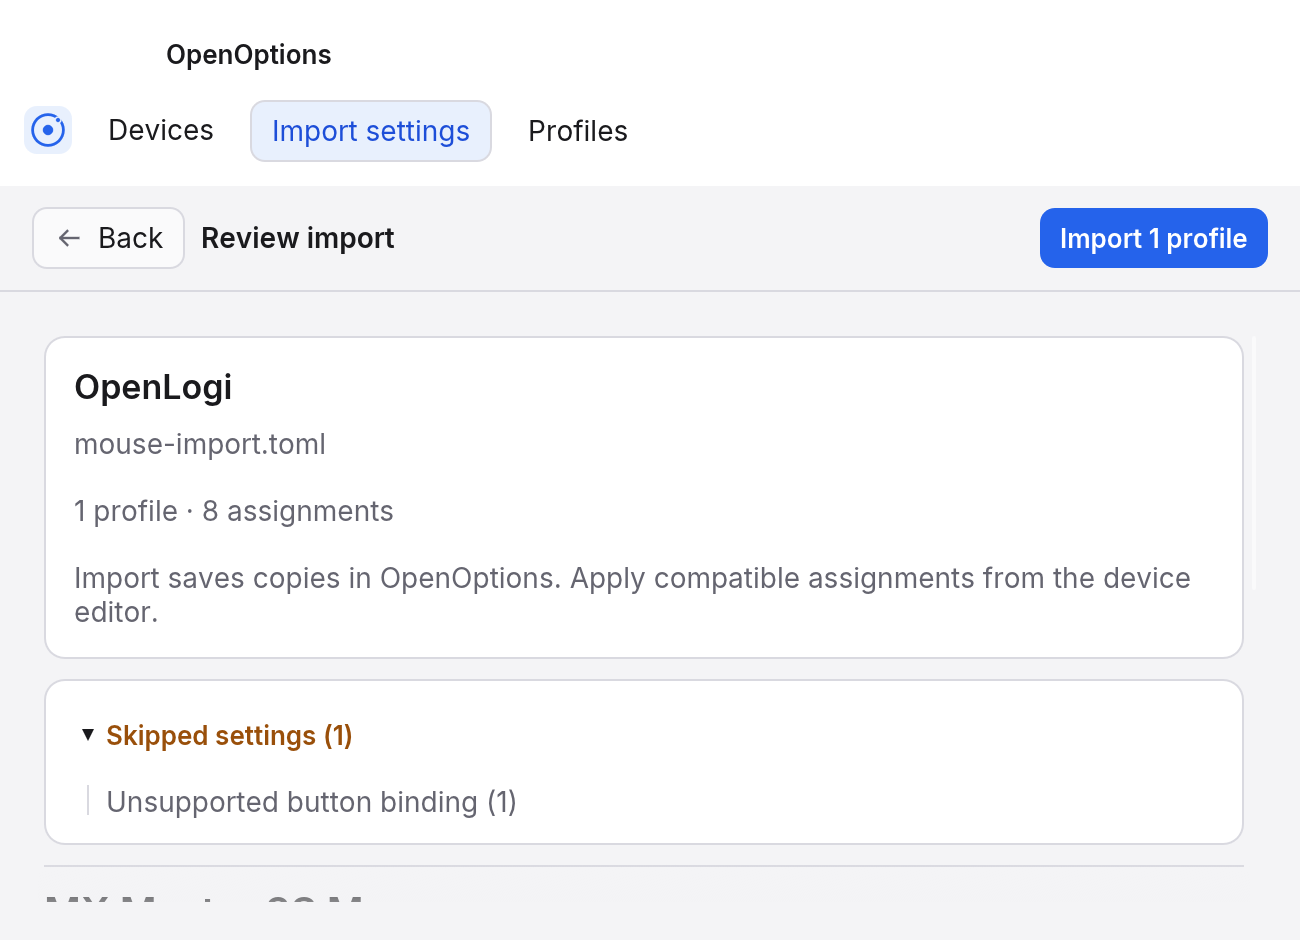 OpenOptions
Devices
Import settings
Profiles
Back
Review import
Import 1 profile
OpenLogi
mouse-import.toml
1 profile · 8 assignments
Import saves copies in OpenOptions. Apply compatible assignments from the device
editor.
Skipped settings (1)
Unsupported button binding (1)